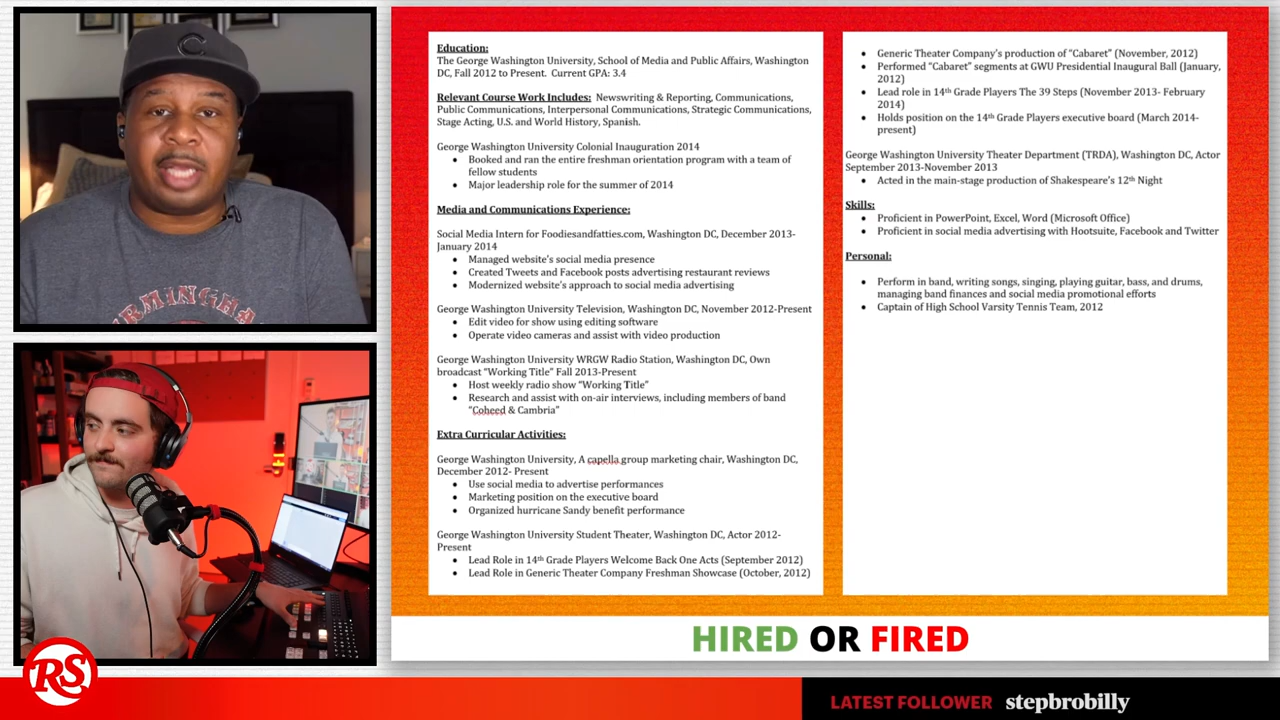 Education:
The George Washington University, School of Media and Public Affairs, Washington
DC, Fall 2012 to Present. Current GPA: 3.4
Relevant Course Work Includes: Newswriting & Reporting, Communications,
Public Communications, Interpersonal Communications, Strategic Communications,
Stage Acting, U.S. and World History, Spanish.
George Washington University Colonial Inauguration 2014
• Booked and ran the entire freshman orientation program with a team of
fellow students
• Major leadership role for the summer of 2014
Media and Communications Experience:
Social Media Intern for Foodiesandfatties.com, Washington DC, December 2013-
January 2014
• Managed website's social media presence
• Created Tweets and Facebook posts advertising restaurant reviews
• Modernized website's approach to social media advertising
George Washington University Television, Washington DC, November 2012-Present
• Edit video for show using editing software
• Operate video cameras and assist with video production
George Washington University WRGW Radio Station, Washington DC, Own
broadcast "Working Title" Fall 2013-Present
• Host weekly radio show "Working Title"
• Research and assist with on-air interviews, including members of band
"Coheed & Cambria"
Extra Curricular Activities:
George Washington University, A capella group marketing chair, Washington DC,
December 2012- Present
• Use social media to advertise performances
• Marketing position on the executive board
• Organized hurricane Sandy benefit performance
George Washington University Student Theater, Washington DC, Actor 2012-
Present
• Lead Role in 14th Grade Players Welcome Back One Acts (September 2012)
• Lead Role in Generic Theater Company Freshman Showcase (October, 2012)
• Generic Theater Company's production of "Cabaret" (November, 2012)
• Performed "Cabaret" segments at GWU Presidential Inaugural Ball (January,
2012)
• Lead role in 14th Grade Players The 39 Steps (November 2013- February
2014)
• Holds position on the 14th Grade Players executive board (March 2014-
present)
George Washington University Theater Department (TRDA), Washington DC, Actor
September 2013-November 2013
• Acted in the main-stage production of Shakespeare's 12th Night
Skills:
• Proficient in PowerPoint, Excel, Word (Microsoft Office)
• Proficient in social media advertising with Hootsuite, Facebook and Twitter
Personal:
• Perform in band, writing songs, singing, playing guitar, bass, and drums,
managing band finances and social media promotional efforts
• Captain of High School Varsity Tennis Team, 2012
HIRED OR FIRED
RS
LATEST FOLLOWER stepbrobilly